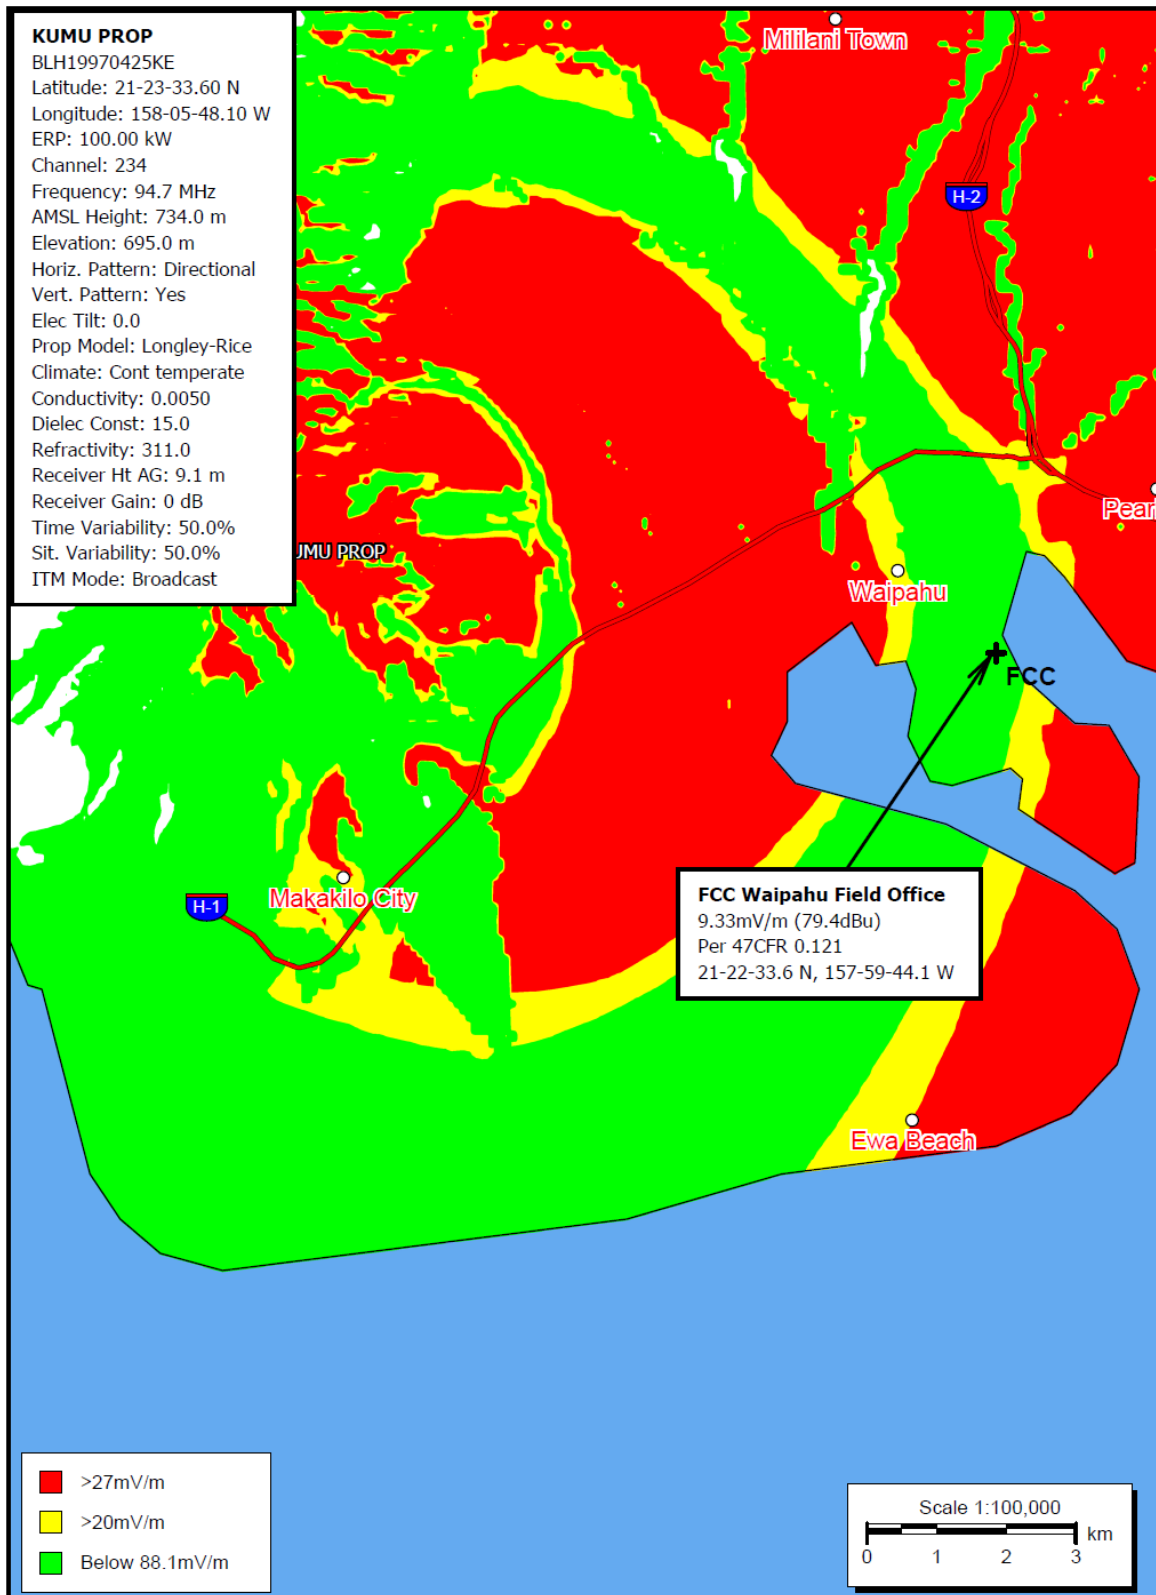 KUMU PROP
BLH19970425KE
Latitude: 21-23-33.60 N
Longitude: 158-05-48.10 W
ERP: 100.00 kW
Channel: 234
Frequency: 94.7 MHz
AMSL Height: 734.0 m
Elevation: 695.0 m
Horiz. Pattern: Directional
Vert. Pattern: Yes
Elec Tilt: 0.0
Prop Model: Longley-Rice
Climate: Cont temperate
Conductivity: 0.0050
Dielec Const: 15.0
Refractivity: 311.0
Receiver Ht AG: 9.1 m
Receiver Gain: 0 dB
Time Variability: 50.0%
Sit. Variability: 50.0%
ITM Mode: Broadcast
Mililani Town
H-2
Pearl
UMU PROP
Waipahu
FCC
Makakilo City
H-1
FCC Waipahu Field Office
9.33mV/m (79.4dBu)
Per 47CFR 0.121
21-22-33.6 N, 157-59-44.1 W
Ewa Beach
>27mV/m
>20mV/m
Below 88.1mV/m
Scale 1:100,000
km
0 1 2 3